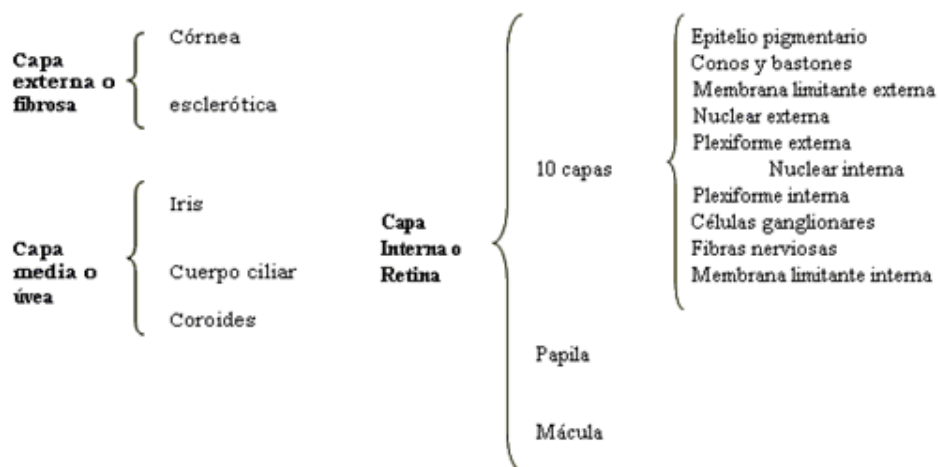 Capa
externa o
fibrosa
Córnea
esclerótica
Capa
media o
úvea
Iris
Cuerpo ciliar
Coroides
Capa
Interna o
Retina
10 capas
Epitelio pigmentario
Conos y bastones
Membrana limitante externa
Nuclear externa
Plexiforme externa
Nuclear interna
Plexiforme interna
Células ganglionares
Fibras nerviosas
Membrana limitante interna
Papila
Mácula